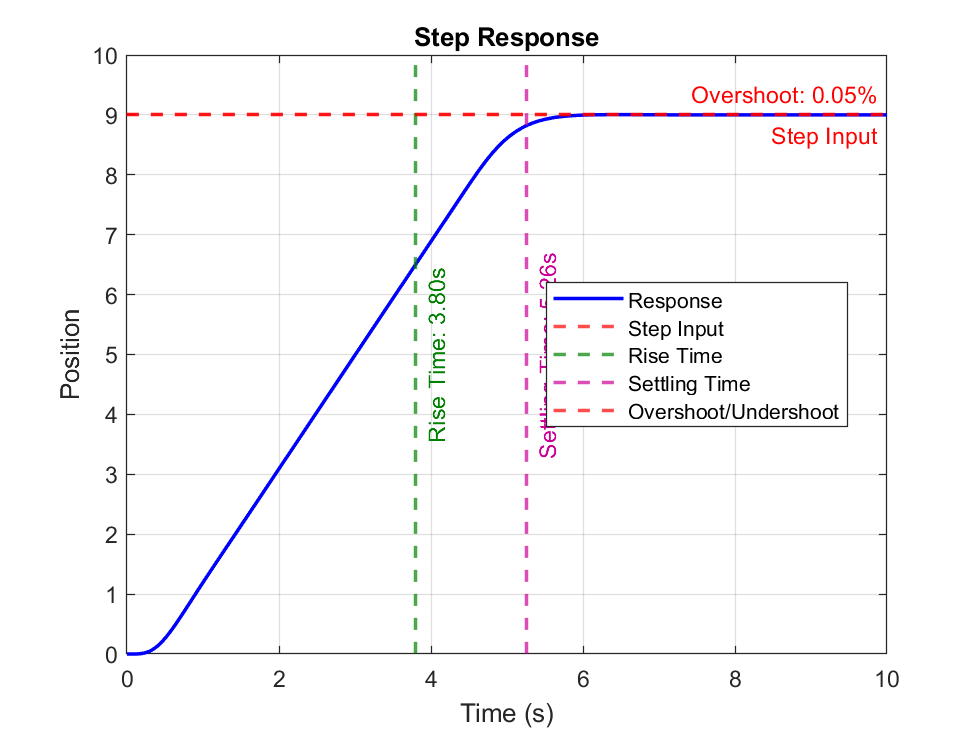 Step Response
10
9
8
7
6
5
4
3
2
1
0
Position
0
2
4
6
8
10
Time (s)
Overshoot: 0.05%
Step Input
Rise Time: 3.80s
Response
Step Input
Rise Time
Settling Time
Overshoot/Undershoot